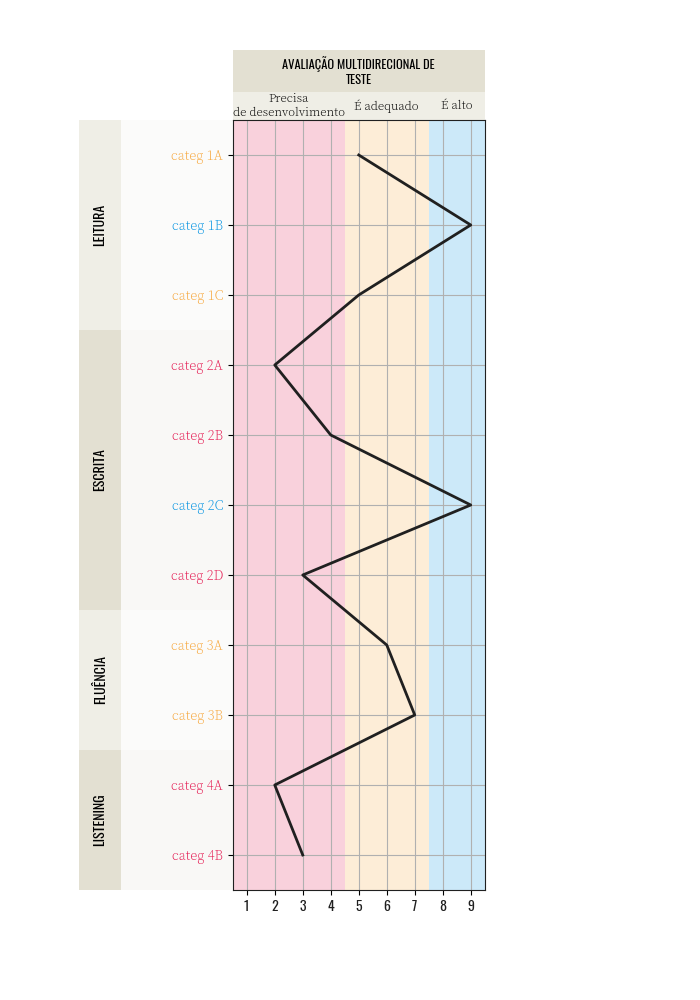 AVALIAÇÃO MULTIDIRECIONAL DE
TESTE
Precisa
de desenvolvimento
É adequado
É alto
LEITURA
categ 1A
categ 1B
categ 1C
ESCRITA
categ 2A
categ 2B
categ 2C
categ 2D
FLUÊNCIA
categ 3A
categ 3B
LISTENING
categ 4A
categ 4B
1 2 3 4 5 6 7 8 9